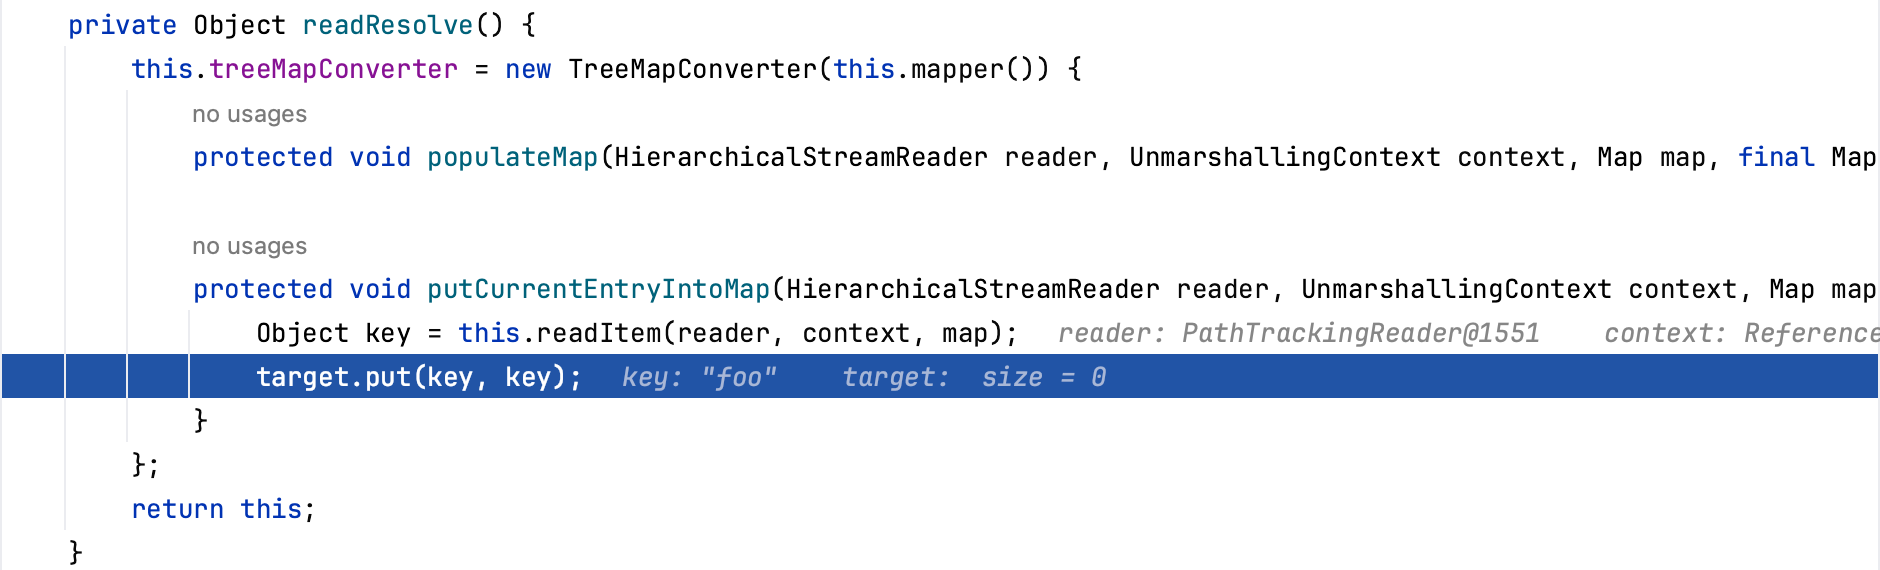 private Object readResolve() {
this.treeMapConverter = new TreeMapConverter(this.mapper()) {
no usages
protected void populateMap(HierarchicalStreamReader reader, UnmarshallingContext context, Map map, final Map
no usages
protected void putCurrentEntryIntoMap(HierarchicalStreamReader reader, UnmarshallingContext context, Map map
Object key = this.readItem(reader, context, map); reader: PathTrackingReader@1551 context: Reference
target.put(key, key); key: "foo" target: size = 0
}
};
return this;
}